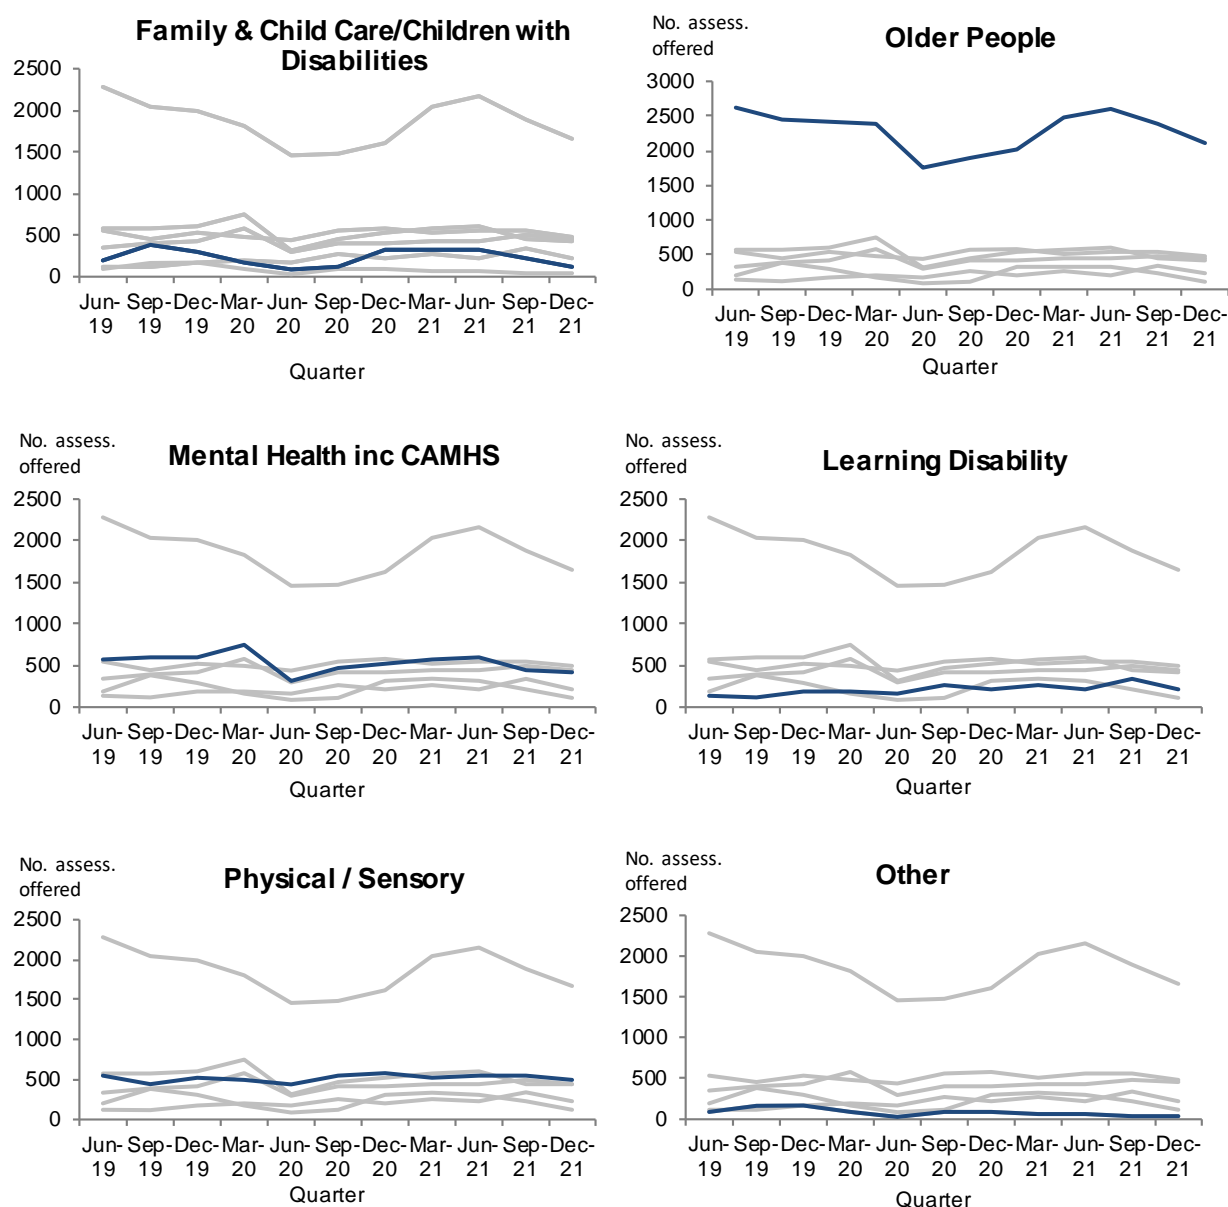 Family & Child Care/Children with
Disabilities
2500
2000
1500
1000
500
0
Jun- Sep- Dec- Mar- Jun- Sep- Dec- Mar- Jun- Sep- Dec-
19 19 19 20 20 20 20 21 21 21 21
Quarter
No. assess.
offered
Older People
3000
2500
2000
1500
1000
500
0
Jun- Sep- Dec- Mar- Jun- Sep- Dec- Mar- Jun- Sep- Dec-
19 19 19 20 20 20 20 21 21 21 21
Quarter
No. assess.
offered
Mental Health inc CAMHS
2500
2000
1500
1000
500
0
Jun- Sep- Dec- Mar- Jun- Sep- Dec- Mar- Jun- Sep- Dec-
19 19 19 20 20 20 20 21 21 21 21
Quarter
No. assess.
offered
Learning Disability
2500
2000
1500
1000
500
0
Jun- Sep- Dec- Mar- Jun- Sep- Dec- Mar- Jun- Sep- Dec-
19 19 19 20 20 20 20 21 21 21 21
Quarter
No. assess.
offered
Physical / Sensory
2500
2000
1500
1000
500
0
Jun- Sep- Dec- Mar- Jun- Sep- Dec- Mar- Jun- Sep- Dec-
19 19 19 20 20 20 20 21 21 21 21
Quarter
No. assess.
offered
Other
2500
2000
1500
1000
500
0
Jun- Sep- Dec- Mar- Jun- Sep- Dec- Mar- Jun- Sep- Dec-
19 19 19 20 20 20 20 21 21 21 21
Quarter